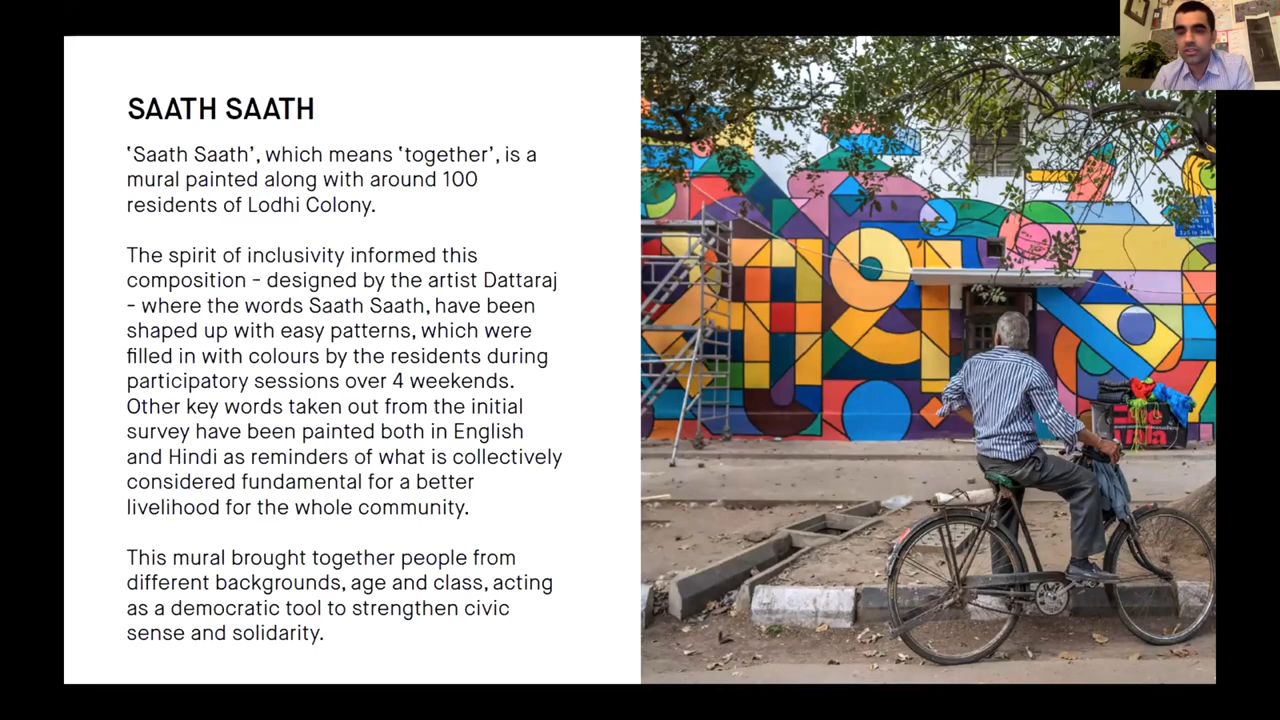 SAATH SAATH
‘Saath Saath’, which means ‘together’, is a
mural painted along with around 100
residents of Lodhi Colony.
The spirit of inclusivity informed this
composition - designed by the artist Dattaraj
- where the words Saath Saath, have been
shaped up with easy patterns, which were
filled in with colours by the residents during
participatory sessions over 4 weekends.
Other key words taken out from the initial
survey have been painted both in English
and Hindi as reminders of what is collectively
considered fundamental for a better
livelihood for the whole community.
This mural brought together people from
different backgrounds, age and class, acting
as a democratic tool to strengthen civic
sense and solidarity.